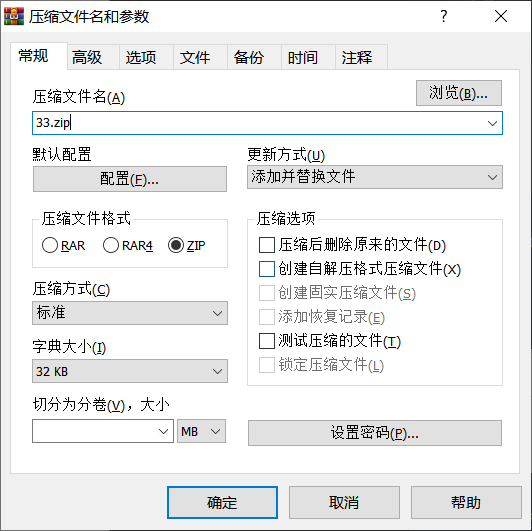 压缩文件名和参数
?
常规 高级 选项 文件 备份 时间 注释
压缩文件名(A)
浏览(B)...
33.zip
默认配置
配置(F)...
更新方式(U)
添加并替换文件
压缩文件格式
RAR RAR4 ZIP
压缩方式(C)
标准
字典大小(I)
32 KB
切分为分卷(V)，大小
MB
压缩选项
压缩后删除原来的文件(D)
创建自解压格式压缩文件(X)
创建固实压缩文件(S)
添加恢复记录(E)
测试压缩的文件(T)
锁定压缩文件(L)
设置密码(P)...
确定 取消 帮助